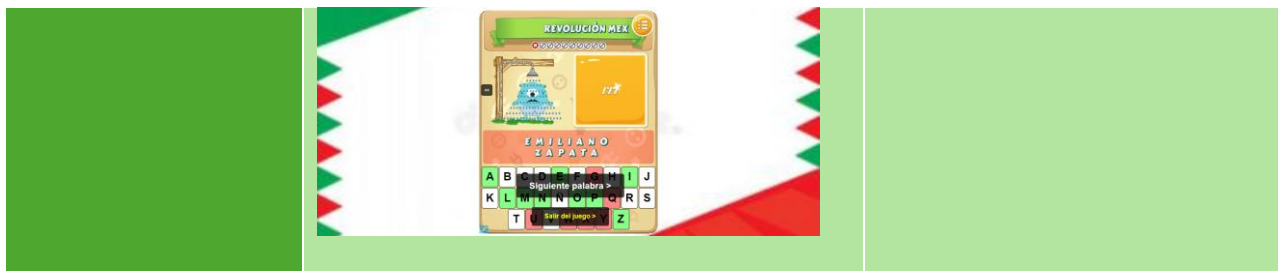 REVOLUCIÓN MEX
EMILIANO
ZAPATA
A B C D E F G H I J
Siguiente palabra >
K L M N N O P Q R S
Salir del juego >
T U V W X Y Z